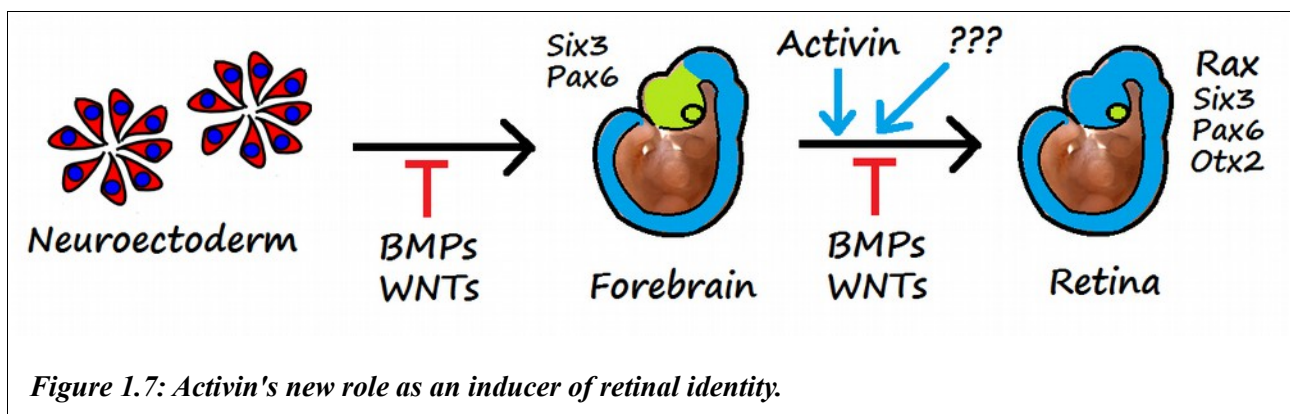 Neuroectoderm
BMPs
WNTs
Six3
Pax6
Forebrain
Activin
???
BMPs
WNTs
Rax
Six3
Pax6
Otx2
Retina
Figure 1.7: Activin's new role as an inducer of retinal identity.